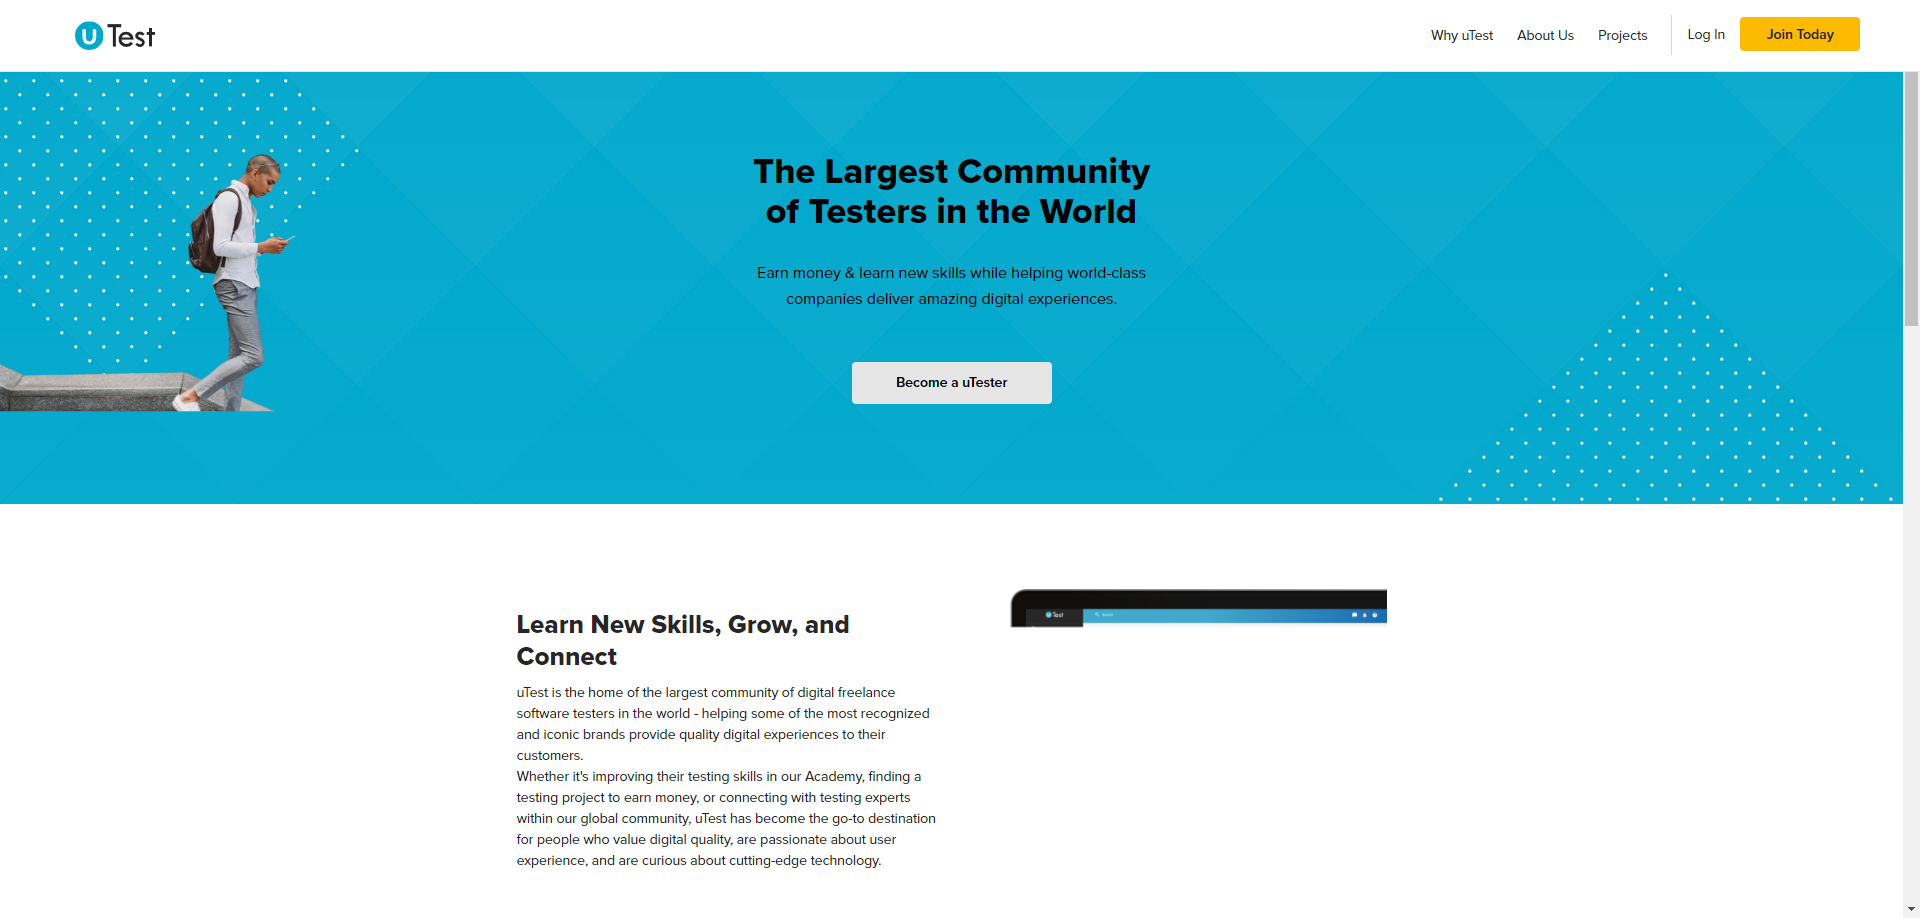 uTest
Why uTest
About Us
Projects
Log In
Join Today
The Largest Community
of Testers in the World
Earn money & learn new skills while helping world-class
companies deliver amazing digital experiences.
Become a uTester
Learn New Skills, Grow, and
Connect
uTest is the home of the largest community of digital freelance
software testers in the world - helping some of the most recognized
and iconic brands provide quality digital experiences to their
customers.
Whether it's improving their testing skills in our Academy, finding a
testing project to earn money, or connecting with testing experts
within our global community, uTest has become the go-to destination
for people who value digital quality, are passionate about user
experience, and are curious about cutting-edge technology.
uTest